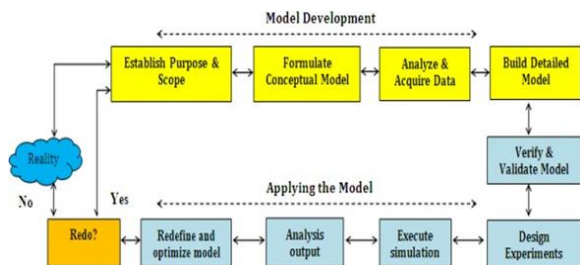 Model Development
Establish Purpose &
Scope
Formulate
Conceptual Model
Analyze &
Acquire Data
Build Detailed
Model
Reality
Verify &
Validate Model
No
Yes
Applying the Model
Redo?
Redefine and
optimize model
Analysis
output
Execute
simulation
Design
Experiments